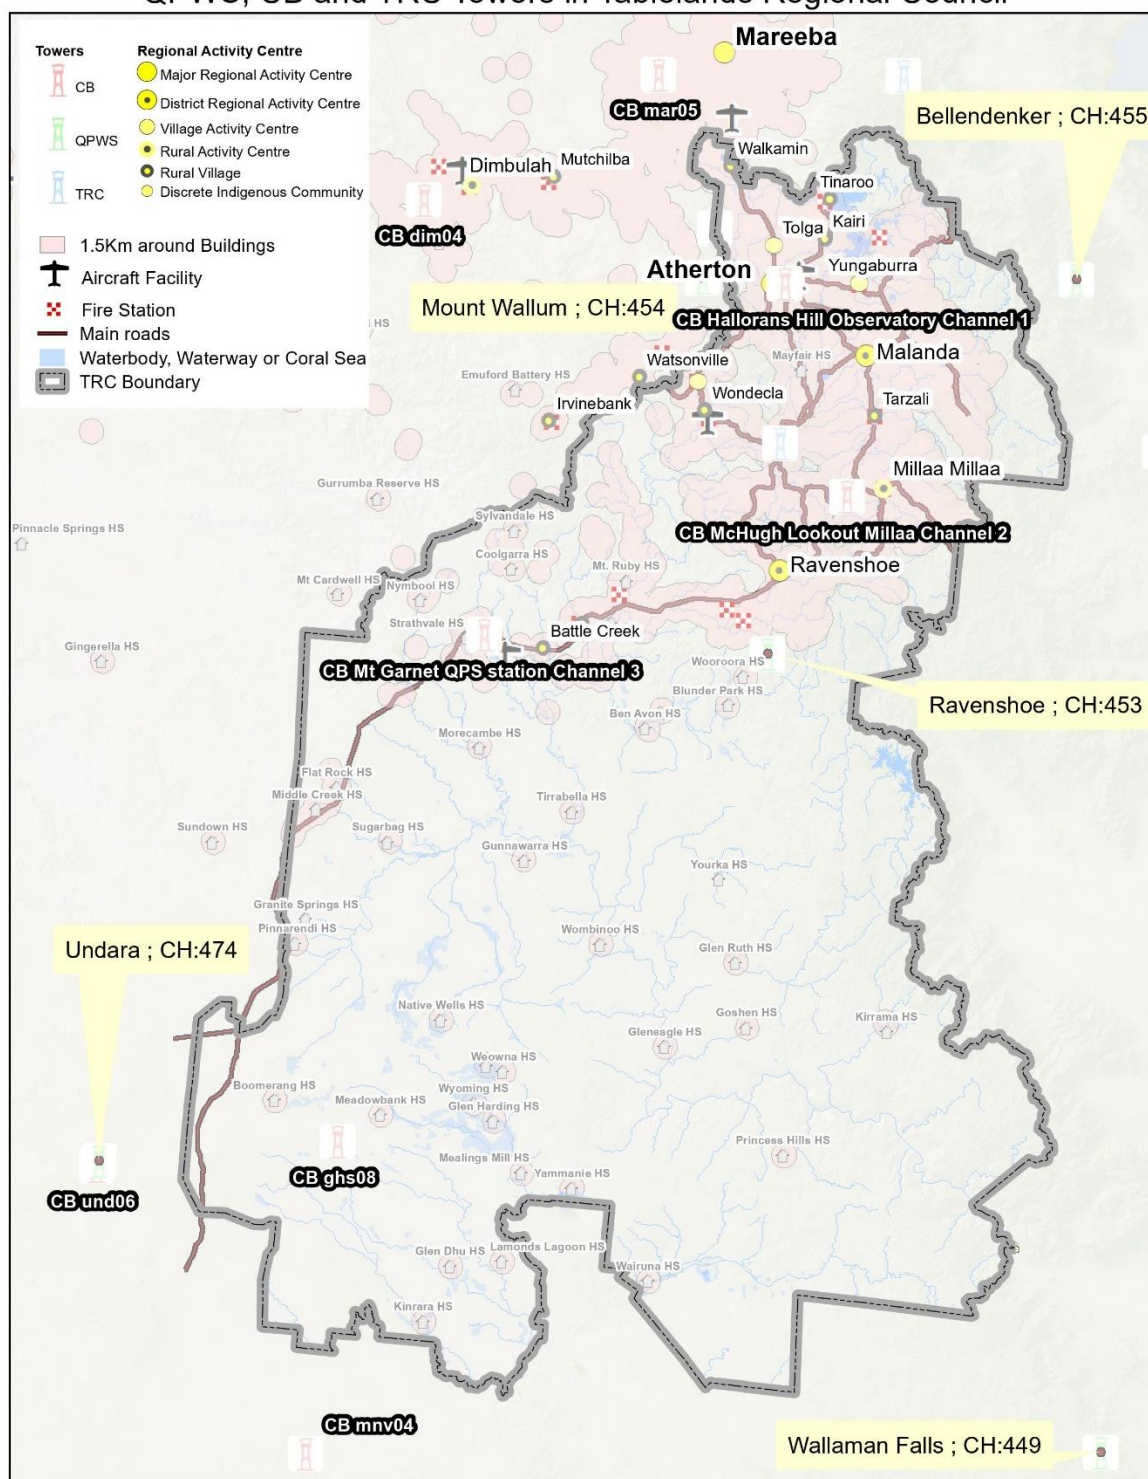 QPWS, CB and TRC Towers in Tablelands Regional Council
Towers
CB
QPWS
TRC
Regional Activity Centre
Major Regional Activity Centre
District Regional Activity Centre
Village Activity Centre
Rural Activity Centre
Rural Village
Discrete Indigenous Community
1.5Km around Buildings
Aircraft Facility
Fire Station
Main roads
Waterbody, Waterway or Coral Sea
TRC Boundary
Mareeba
CB mar05
Bellendenker ; CH:455
Walkamin
Dimbulah
Mutchilba
Tinaroo
CB dim04
Kairi
Tolga
Atherton
Yungaburra
Mount Wallum ; CH:454
CB Hallorans Hill Observatory Channel 1
HS
Watsonville
Mayfair HS
Malanda
Emuford Battery HS
Wondecla
Irvinebank
Tarzali
Millaa Millaa
Gurrumba Reserve HS
Sylvandale HS
Pinnacle Springs HS
CB McHugh Lookout Millaa Channel 2
Coolgarra HS
Mt. Ruby HS
Ravenshoe
Mt Cardwell HS
Nymbool HS
Strathvale HS
Battle Creek
Gingerella HS
CB Mt Garnet QPS station Channel 3
Wooroora HS
Blunder Park HS
Ravenshoe ; CH:453
Ben Avon HS
Morecambe HS
Flat Rock HS
Middle Creek HS
Tirrabella HS
Sundown HS
Sugarbag HS
Gunnawarra HS
Yourka HS
Granite Springs HS
Pinnarendi HS
Undara ; CH:474
Wombinoo HS
Glen Ruth HS
Native Wells HS
Goshen HS
Kirrama HS
Gleneagle HS
Weowna HS
Boomerang HS
Wyoming HS
Meadowbank HS
Glen Harding HS
Princess Hills HS
Mealings Mill HS
CB ghs08
Yammanie HS
CB und06
Glen Dhu HS
Lamonds Lagoon HS
Wairuna HS
Kinrara HS
CB mnv04
Wallaman Falls ; CH:449